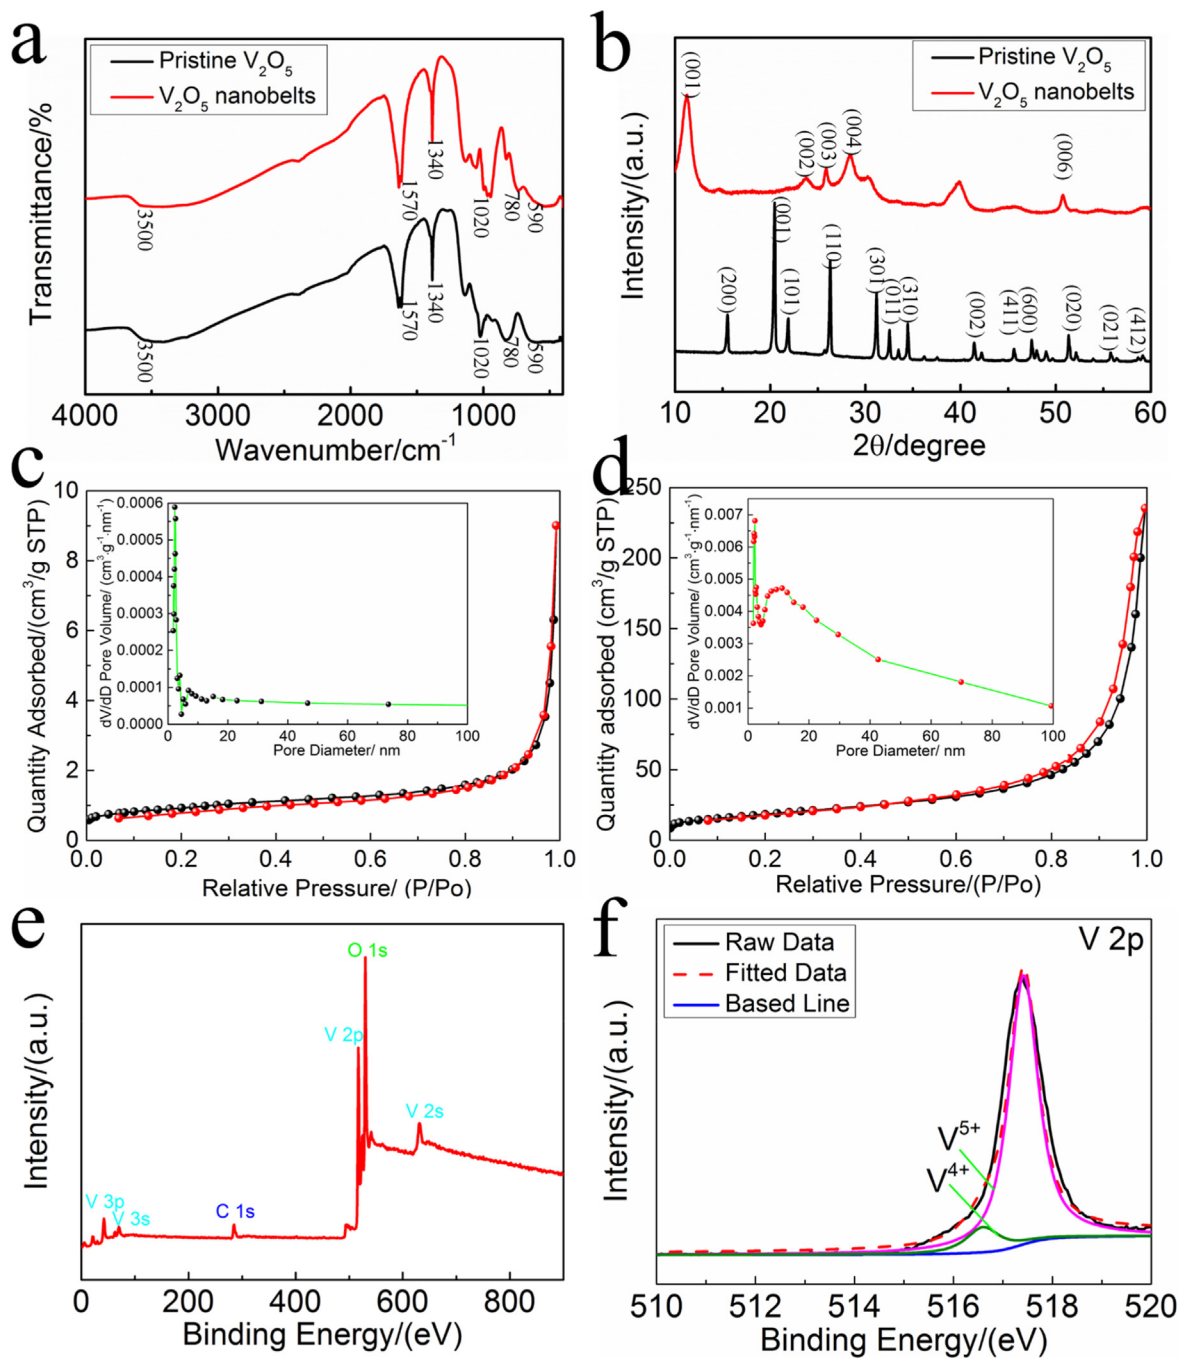 a
Pristine V2O5
V2O5 nanobelts
Transmittance/%
3500
1570
1340
1020
780
590
3500
1570
1340
1020
780
590
4000 3000 2000 1000
Wavenumber/cm-1
b
Pristine V2O5
V2O5 nanobelts
Intensity/(a.u.)
(001)
(002)
(003)
(004)
(006)
(200)
(001)
(101)
(110)
(301)
(011)
(310)
(002)
(411)
(600)
(020)
(021)
(412)
10 20 30 40 50 60
2θ/degree
c
Quantity Adsorbed/(cm3/g STP)
10
8
6
4
2
0
0.0 0.2 0.4 0.6 0.8 1.0
Relative Pressure/ (P/Po)
dV/dD Pore Volume/ (cm3·g-1·nm-1)
0.0006
0.0005
0.0004
0.0003
0.0002
0.0001
0.0000
0 20 40 60 80 100
Pore Diameter/ nm
d
Quantity adsorbed (cm3/g STP)
250
200
150
100
50
0
0.0 0.2 0.4 0.6 0.8 1.0
Relative Pressure/(P/Po)
dV/dD Pore Volume/ (cm3·g-1·nm-1)
0.007
0.006
0.005
0.004
0.003
0.002
0.001
0 20 40 60 80 100
Pore Diameter/ nm
e
Intensity/(a.u.)
O 1s
V 2p
V 2s
V 3p
V 3s
C 1s
0 200 400 600 800
Binding Energy/(eV)
f
Raw Data
Fitted Data
Based Line
V 2p
Intensity/(a.u.)
V5+
V4+
510 512 514 516 518 520
Binding Energy/(eV)